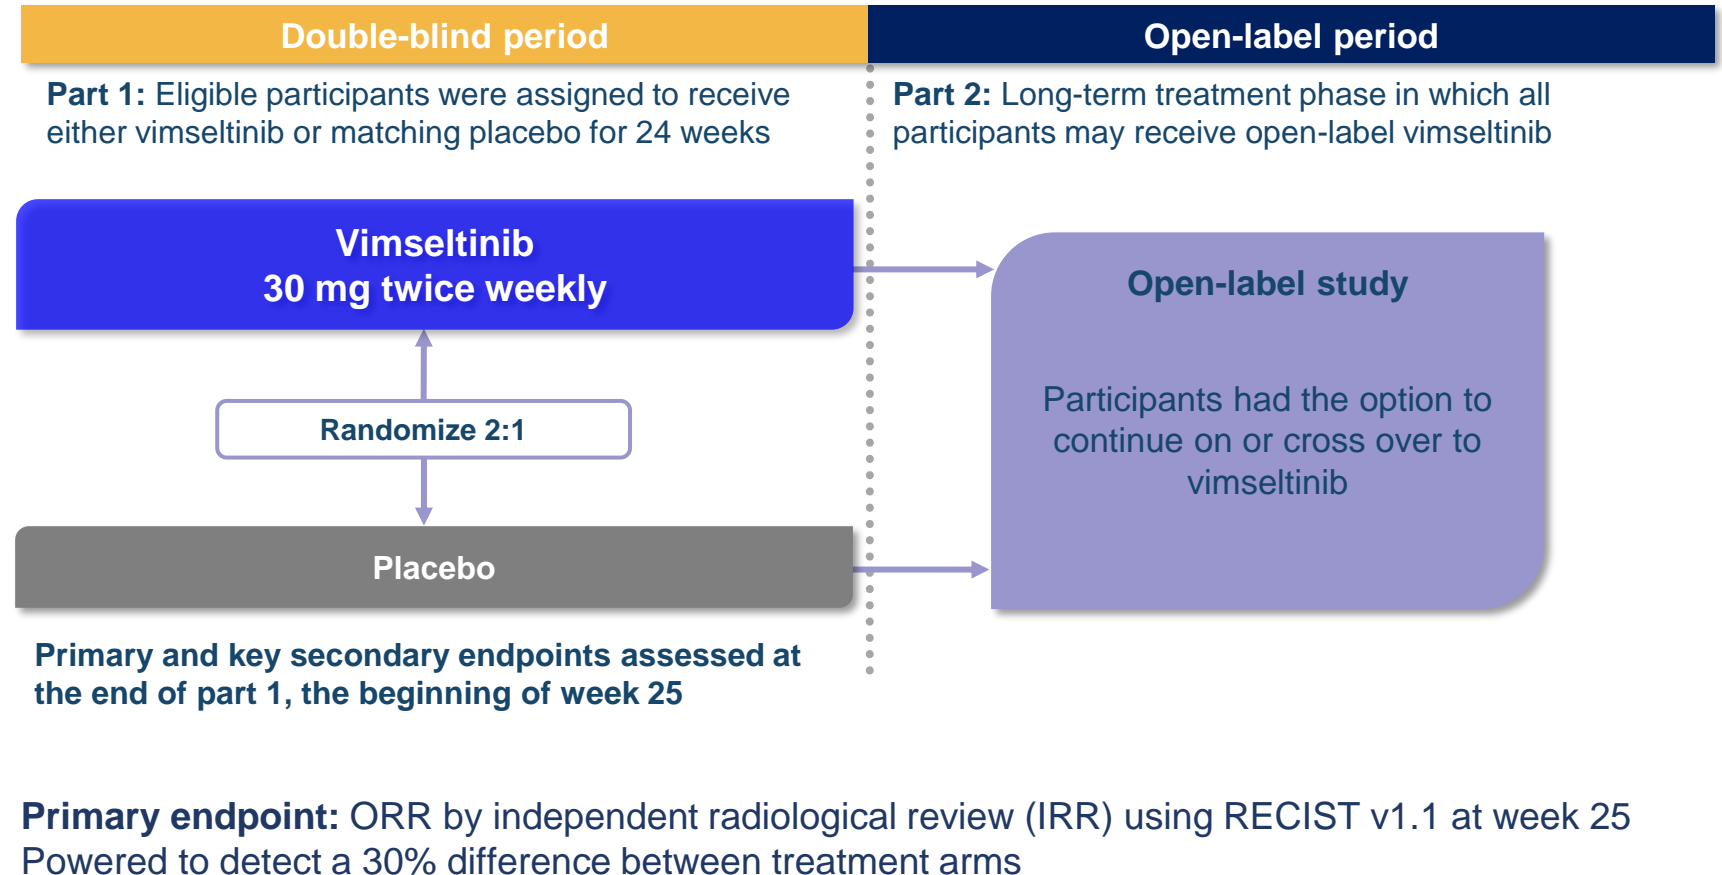 Double-blind period
Open-label period
Part 1: Eligible participants were assigned to receive
either vimseltinib or matching placebo for 24 weeks
Part 2: Long-term treatment phase in which all
participants may receive open-label vimseltinib
Vimseltinib
30 mg twice weekly
Randomize 2:1
Placebo
Open-label study
Participants had the option to
continue on or cross over to
vimseltinib
Primary and key secondary endpoints assessed at
the end of part 1, the beginning of week 25
Primary endpoint: ORR by independent radiological review (IRR) using RECIST v1.1 at week 25
Powered to detect a 30% difference between treatment arms